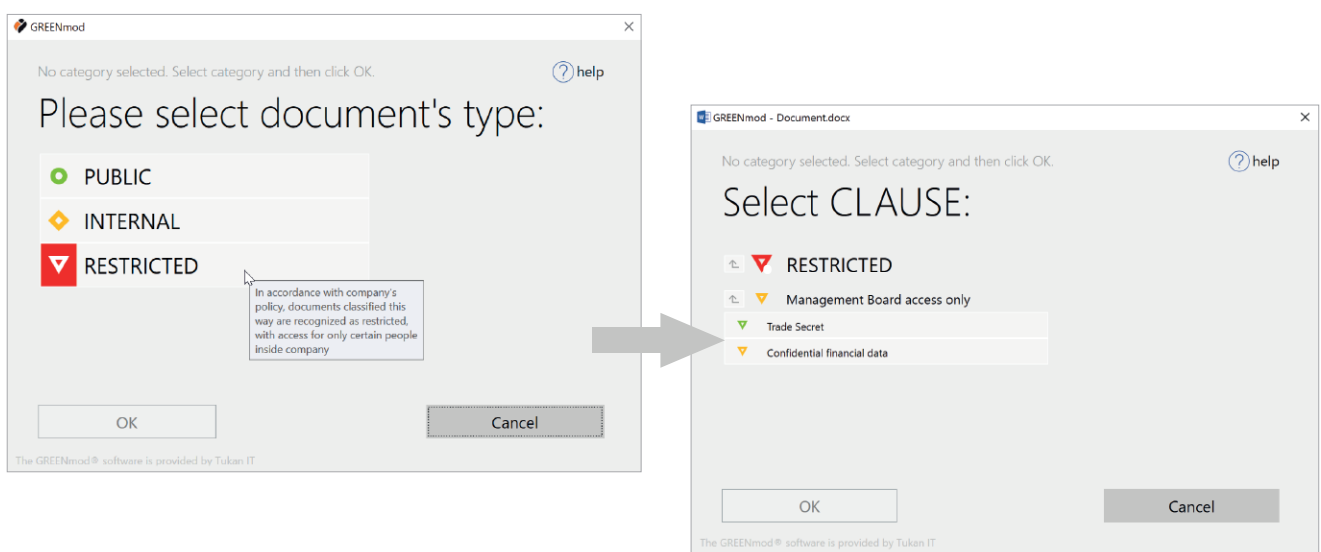 GREENmod
No category selected. Select category and then click OK.
? help
Please select document's type:
PUBLIC
INTERNAL
RESTRICTED
In accordance with company's
policy, documents classified this
way are recognized as restricted,
with access for only certain people
inside company
OK
Cancel
The GREENmod® software is provided by Tukan IT
GREENmod - Document.docx
No category selected. Select category and then click OK.
? help
Select CLAUSE:
RESTRICTED
Management Board access only
Trade Secret
Confidential financial data
OK
Cancel
The GREENmod® software is provided by Tukan IT